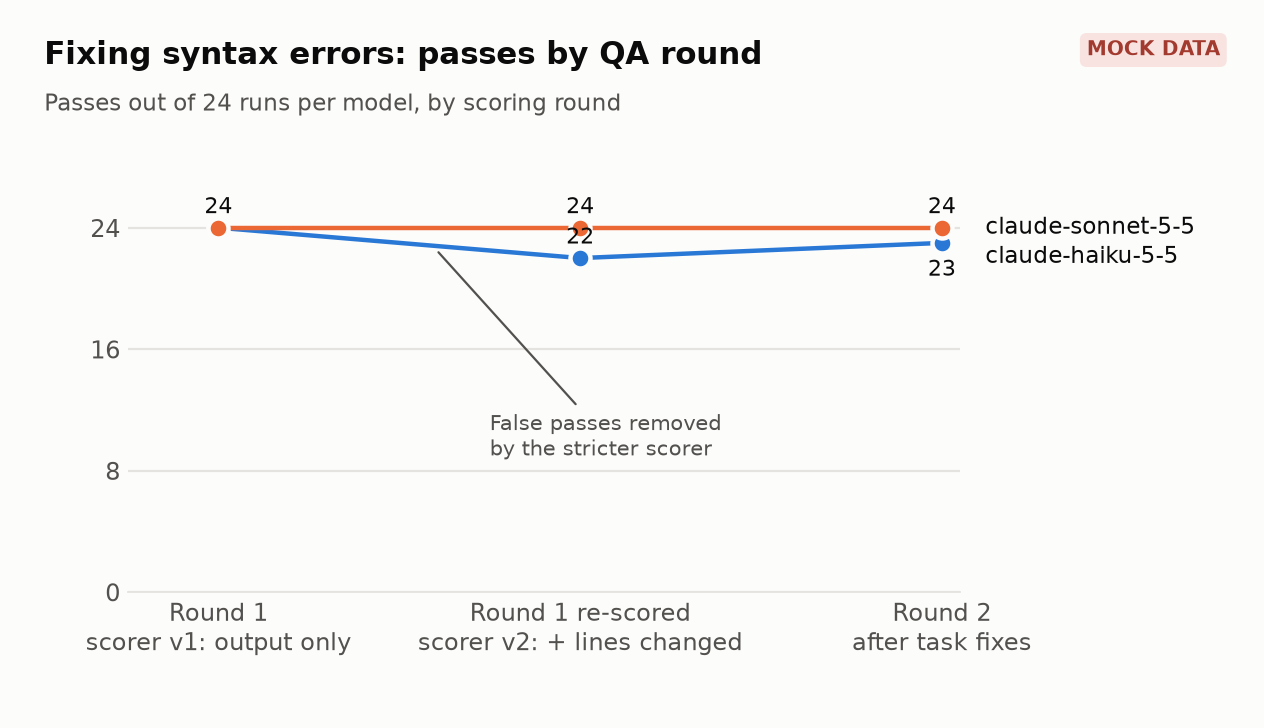 Fixing syntax errors: passes by QA round
MOCK DATA
Passes out of 24 runs per model, by scoring round
24
24
24
24
22
23
claude-sonnet-5-5
claude-haiku-5-5
16
False passes removed
by the stricter scorer
8
0
Round 1
scorer v1: output only
Round 1 re-scored
scorer v2: + lines changed
Round 2
after task fixes